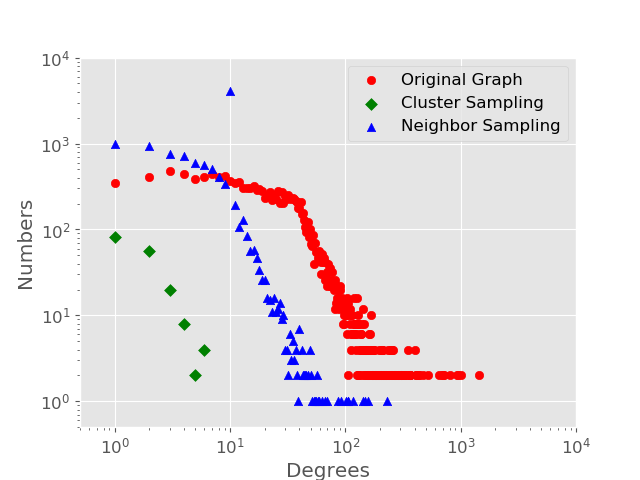 10⁴
10³
10²
10¹
10⁰
Numbers
Original Graph
Cluster Sampling
Neighbor Sampling
10⁰ 10¹ 10² 10³ 10⁴
Degrees